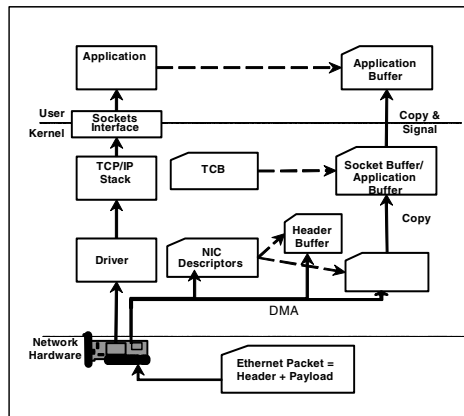 Application
Application
Buffer
User
Kernel
Sockets
Interface
Copy &
Signal
TCP/IP
Stack
TCB
Socket Buffer/
Application
Buffer
Copy
Driver
NIC
Descriptors
Header
Buffer
DMA
Network
Hardware
Ethernet Packet =
Header + Payload